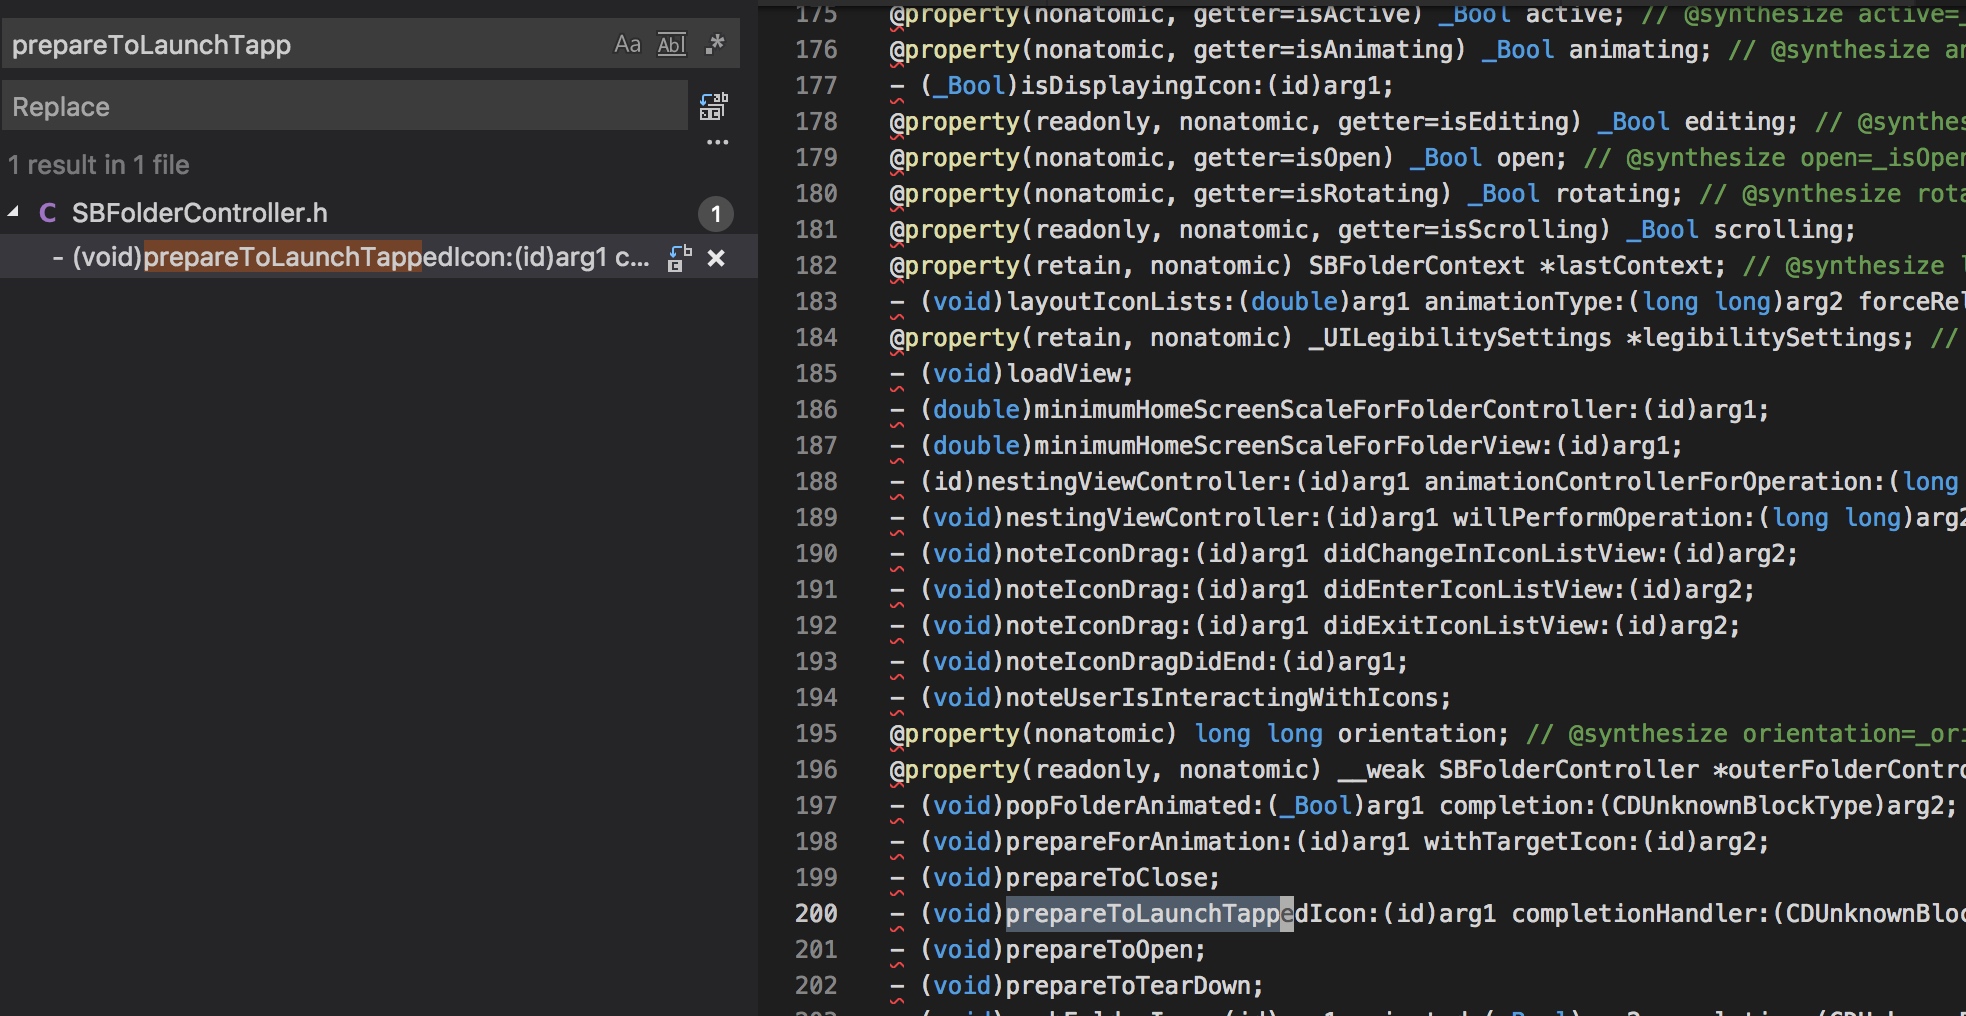 prepareToLaunchTapp
Aa Abl .*
Replace
1 result in 1 file
C SBFolderController.h 1
- (void)prepareToLaunchTappedIcon:(id)arg1 c...
175 @property(nonatomic, getter=isActive) _Bool active; // @synthesize active=_
176 @property(nonatomic, getter=isAnimating) _Bool animating; // @synthesize an
177 - (_Bool)isDisplayingIcon:(id)arg1;
178 @property(readonly, nonatomic, getter=isEditing) _Bool editing; // @synthes
179 @property(nonatomic, getter=isOpen) _Bool open; // @synthesize open=_isOpen
180 @property(nonatomic, getter=isRotating) _Bool rotating; // @synthesize rota
181 @property(readonly, nonatomic, getter=isScrolling) _Bool scrolling;
182 @property(retain, nonatomic) SBFolderContext *lastContext; // @synthesize l
183 - (void)layoutIconLists:(double)arg1 animationType:(long long)arg2 forceRel
184 @property(retain, nonatomic) _UILegibilitySettings *legibilitySettings; //
185 - (void)loadView;
186 - (double)minimumHomeScreenScaleForFolderController:(id)arg1;
187 - (double)minimumHomeScreenScaleForFolderView:(id)arg1;
188 - (id)nestingViewController:(id)arg1 animationControllerForOperation:(long
189 - (void)nestingViewController:(id)arg1 willPerformOperation:(long long)arg2
190 - (void)noteIconDrag:(id)arg1 didChangeInIconListView:(id)arg2;
191 - (void)noteIconDrag:(id)arg1 didEnterIconListView:(id)arg2;
192 - (void)noteIconDrag:(id)arg1 didExitIconListView:(id)arg2;
193 - (void)noteIconDragDidEnd:(id)arg1;
194 - (void)noteUserIsInteractingWithIcons;
195 @property(nonatomic) long long orientation; // @synthesize orientation=_ori
196 @property(readonly, nonatomic) __weak SBFolderController *outerFolderContro
197 - (void)popFolderAnimated:(_Bool)arg1 completion:(CDUnknownBlockType)arg2;
198 - (void)prepareForAnimation:(id)arg1 withTargetIcon:(id)arg2;
199 - (void)prepareToClose;
200 - (void)prepareToLaunchTappedIcon:(id)arg1 completionHandler:(CDUnknownBloc
201 - (void)prepareToOpen;
202 - (void)prepareToTearDown;